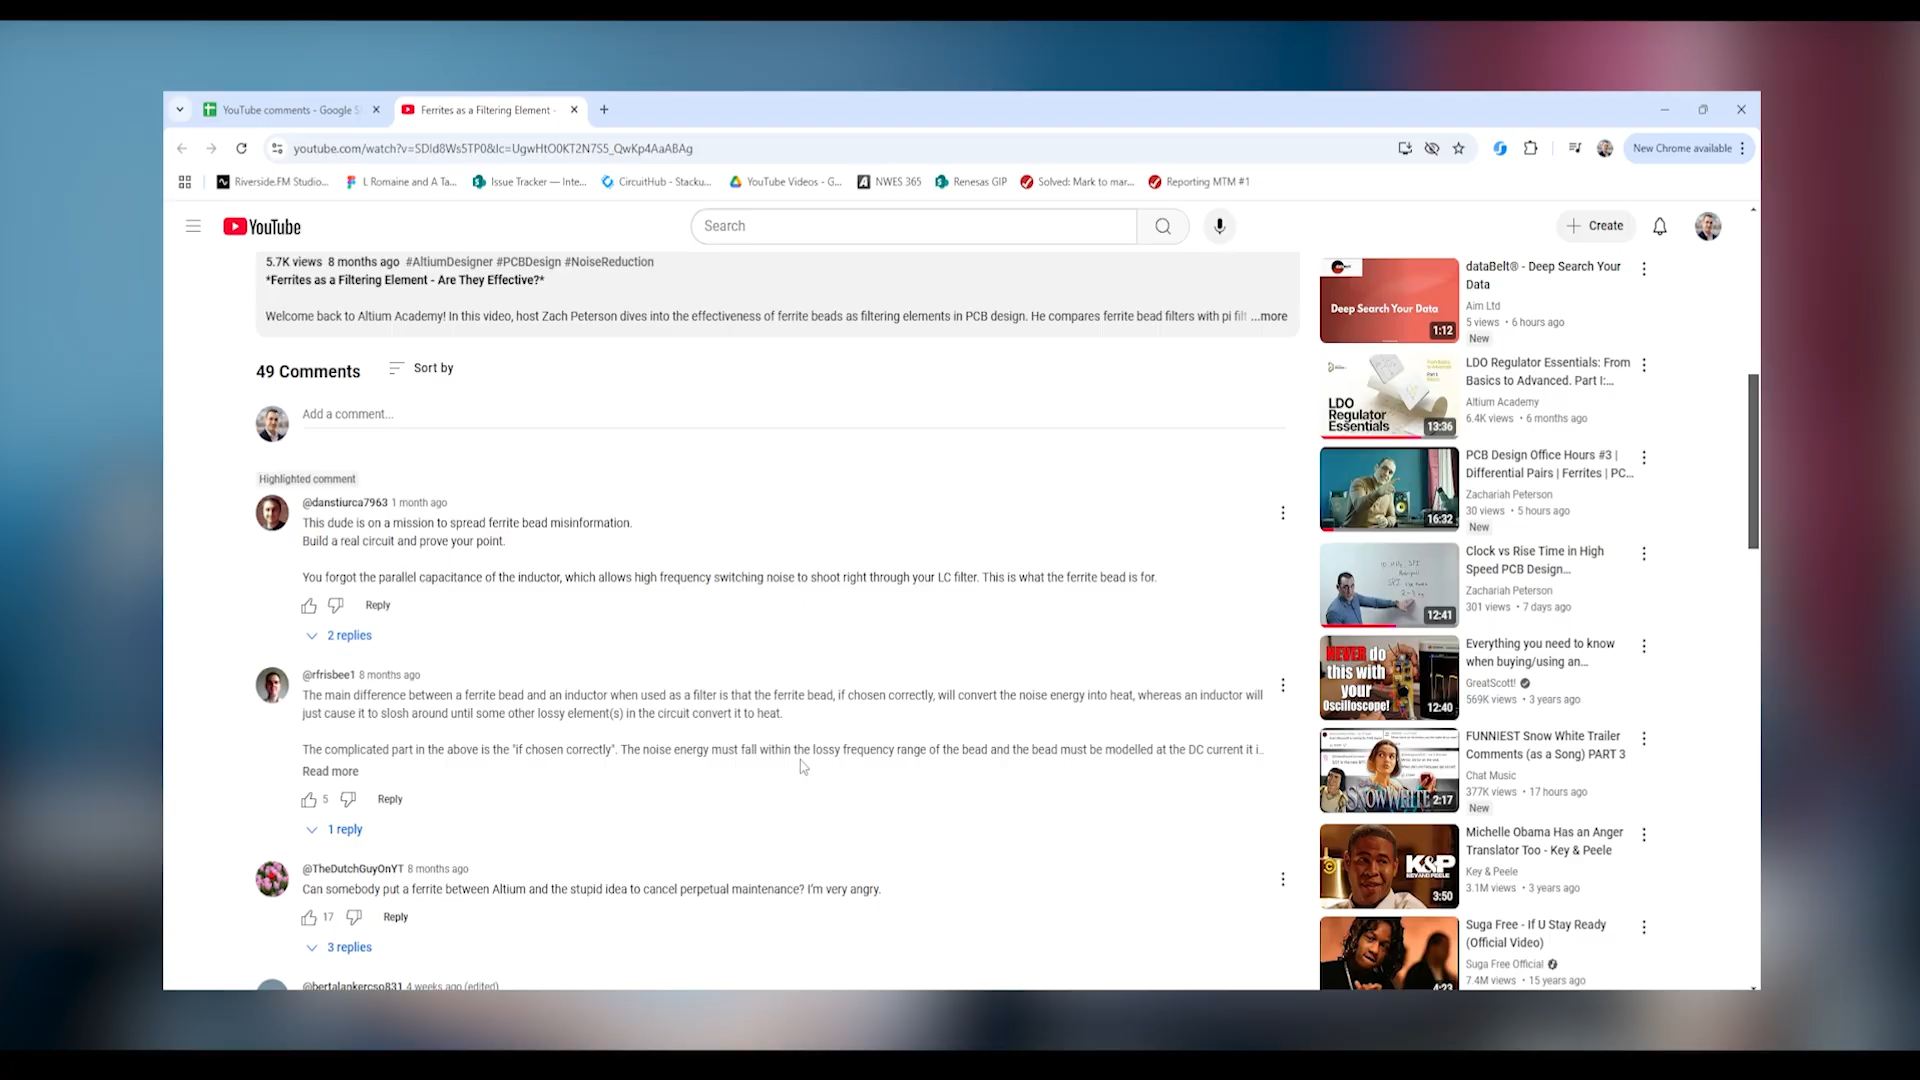 YouTube comments - Google S
Ferrites as a Filtering Element -
youtube.com/watch?v=SDId8Ws5TP0&lc=UgwHtO0KT2N7S5_QwKp4AaABAg
New Chrome available
Riverside.FM Studio...
L Romaine and A Ta...
Issue Tracker — Inte...
CircuitHub - Stacku...
YouTube Videos - G...
NWES 365
Renesas GIP
Solved: Mark to mar...
Reporting MTM #1
YouTube
Search
Create
5.7K views 8 months ago #AltiumDesigner #PCBDesign #NoiseReduction
*Ferrites as a Filtering Element - Are They Effective?*
Welcome back to Altium Academy! In this video, host Zach Peterson dives into the effectiveness of ferrite beads as filtering elements in PCB design. He compares ferrite bead filters with pi filt ...more
49 Comments
Sort by
Add a comment...
Highlighted comment
@danstiurca7963 1 month ago
This dude is on a mission to spread ferrite bead misinformation.
Build a real circuit and prove your point.
You forgot the parallel capacitance of the inductor, which allows high frequency switching noise to shoot right through your LC filter. This is what the ferrite bead is for.
Reply
2 replies
@rfrisbee1 8 months ago
The main difference between a ferrite bead and an inductor when used as a filter is that the ferrite bead, if chosen correctly, will convert the noise energy into heat, whereas an inductor will
just cause it to slosh around until some other lossy element(s) in the circuit convert it to heat.
The complicated part in the above is the "if chosen correctly". The noise energy must fall within the lossy frequency range of the bead and the bead must be modelled at the DC current it i..
Read more
5
Reply
1 reply
@TheDutchGuyOnYT 8 months ago
Can somebody put a ferrite between Altium and the stupid idea to cancel perpetual maintenance? I'm very angry.
17
Reply
3 replies
@bertalankercso831 4 weeks ago (edited)
Deep Search Your Data
1:12
dataBelt® - Deep Search Your
Data
Aim Ltd
5 views • 6 hours ago
New
LDO
Regulator
Essentials
13:36
LDO Regulator Essentials: From
Basics to Advanced. Part I:...
Altium Academy
6.4K views • 6 months ago
16:32
PCB Design Office Hours #3 |
Differential Pairs | Ferrites | PC...
Zachariah Peterson
30 views • 5 hours ago
New
12:41
Clock vs Rise Time in High
Speed PCB Design...
Zachariah Peterson
301 views • 7 days ago
NEVER do
this with
your
Oscilloscope!
12:40
Everything you need to know
when buying/using an...
GreatScott!
569K views • 3 years ago
SNOW WHITE
2:17
FUNNIEST Snow White Trailer
Comments (as a Song) PART 3
Chat Music
377K views • 17 hours ago
New
K&P
KEY AND PEELE
3:50
Michelle Obama Has an Anger
Translator Too - Key & Peele
Key & Peele
3.1M views • 3 years ago
4:23
Suga Free - If U Stay Ready
(Official Video)
Suga Free Official
7.4M views • 15 years ago